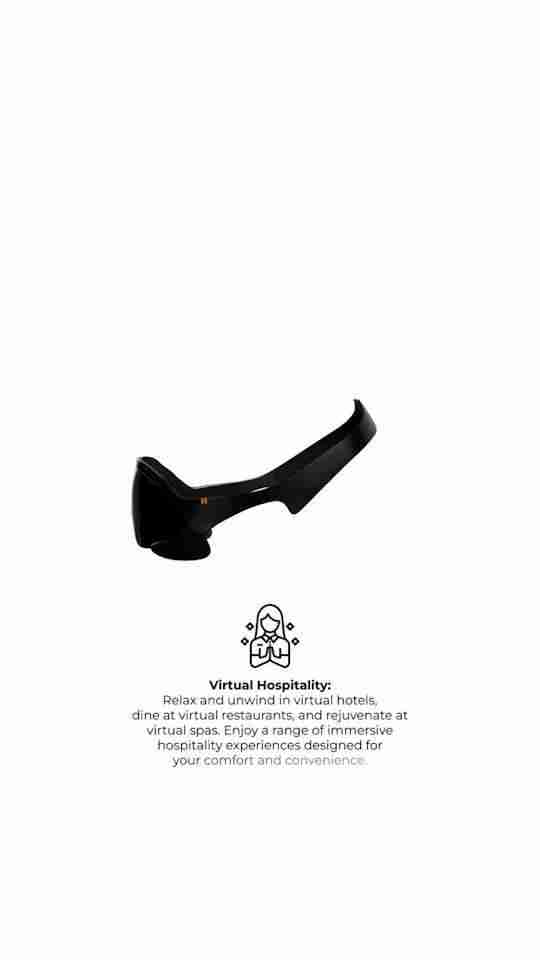 Virtual Hospitality:
Relax and unwind in virtual hotels,
dine at virtual restaurants, and rejuvenate at
virtual spas. Enjoy a range of immersive
hospitality experiences designed for
your comfort and convenience.